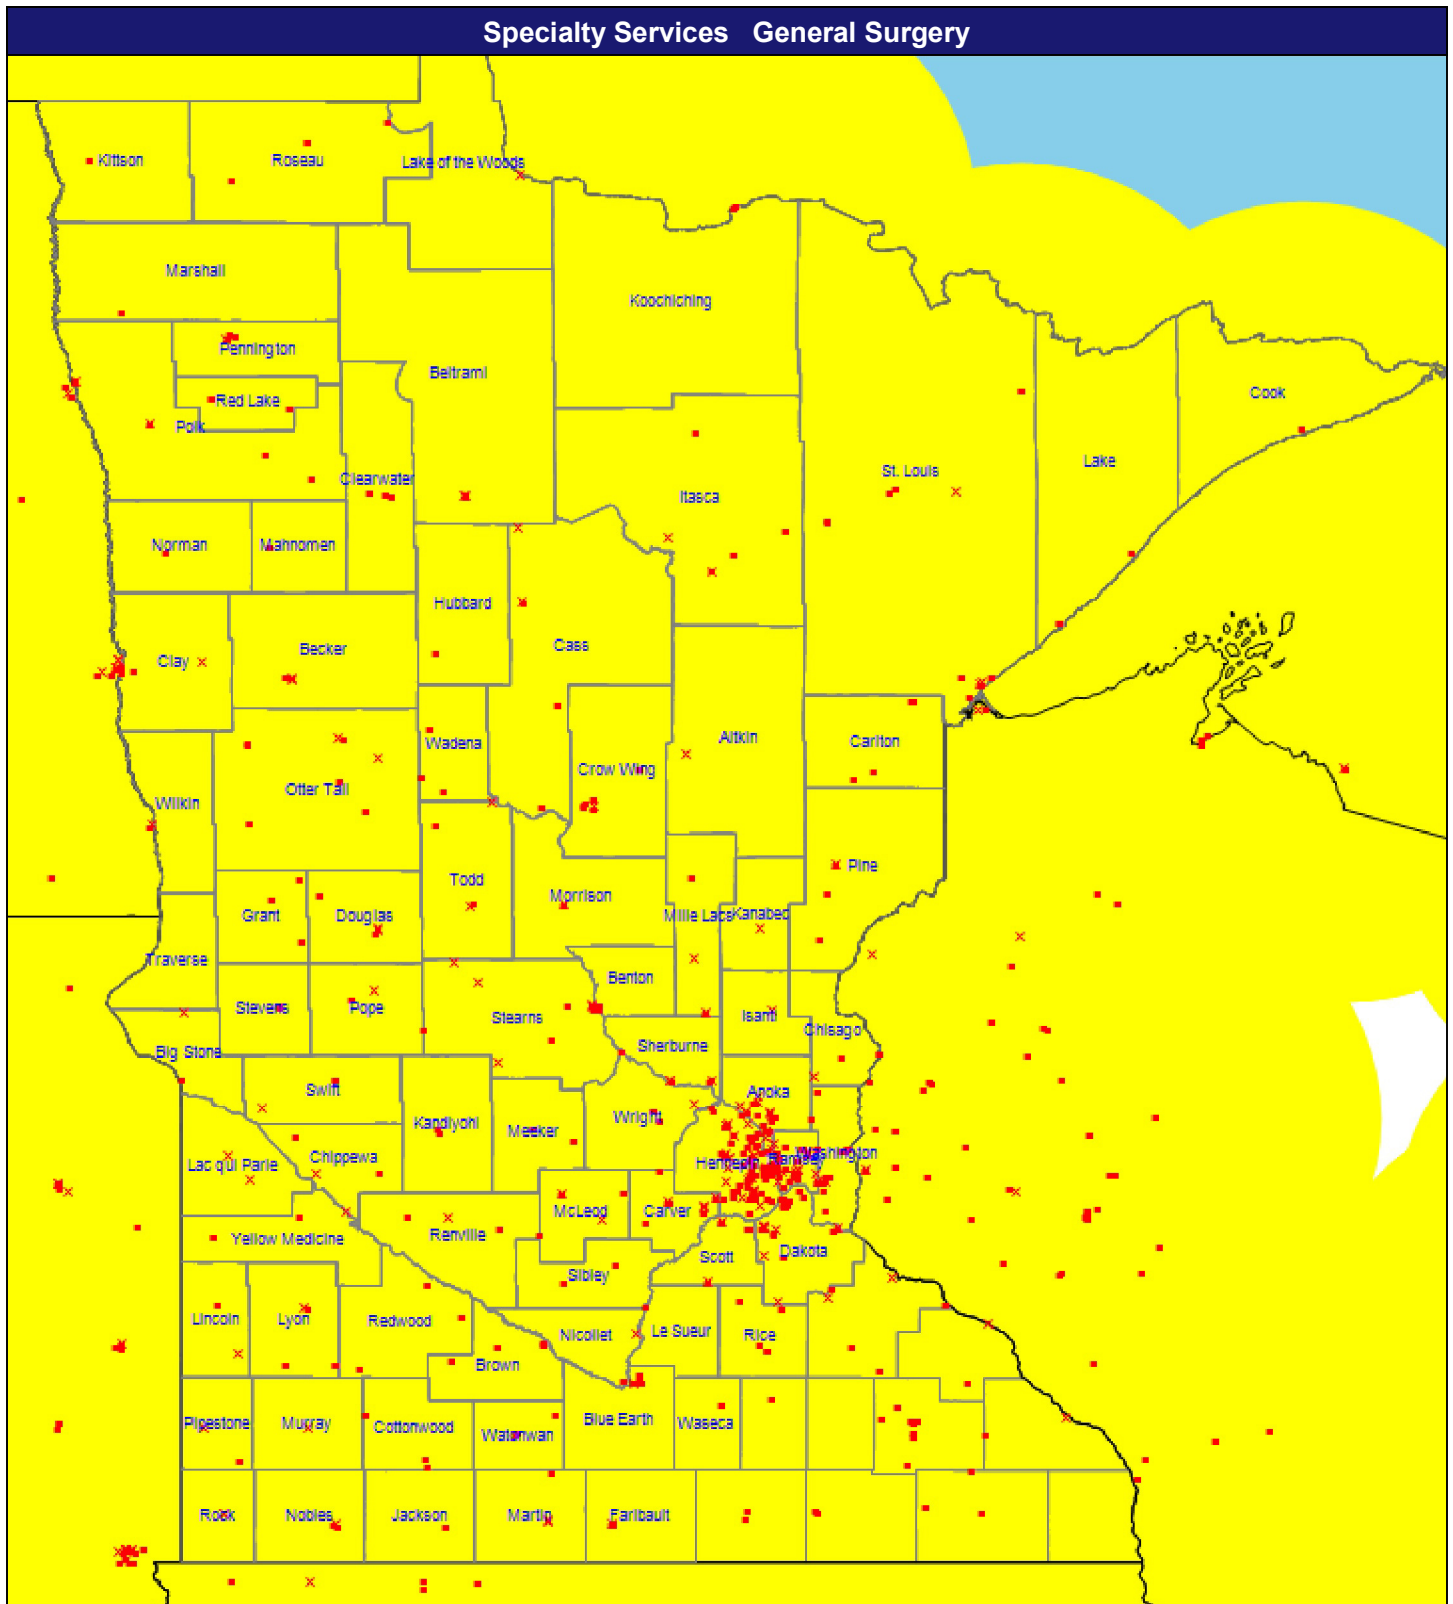 Specialty Services General Surgery
Kittson
Roseau
Lake of the Woods
Marshall
Koochiching
Pennington
Beltrami
Red Lake
Cook
Polk
Lake
St. Louis
Clearwater
Itasca
Norman
Mahnomen
Hubbard
Cass
Becker
Clay
Aitkin
Carlton
Wadena
Crow Wing
Otter Tail
Wilkin
Pine
Todd
Morrison
Grant
Douglas
Mille Lacs
Kanabec
Traverse
Benton
Stevens
Pope
Stearns
Isanti
Chisago
Sherburne
Big Stone
Swift
Anoka
Wright
Kandiyohi
Meeker
Washington
Hennepin
Ramsey
Chippewa
Lac qui Parle
McLeod
Carver
Renville
Yellow Medicine
Dakota
Scott
Sibley
Lincoln
Lyon
Redwood
Nicollet
Le Sueur
Rice
Brown
Pipestone
Murray
Cottonwood
Watonwan
Blue Earth
Waseca
Rock
Nobles
Jackson
Martin
Faribault